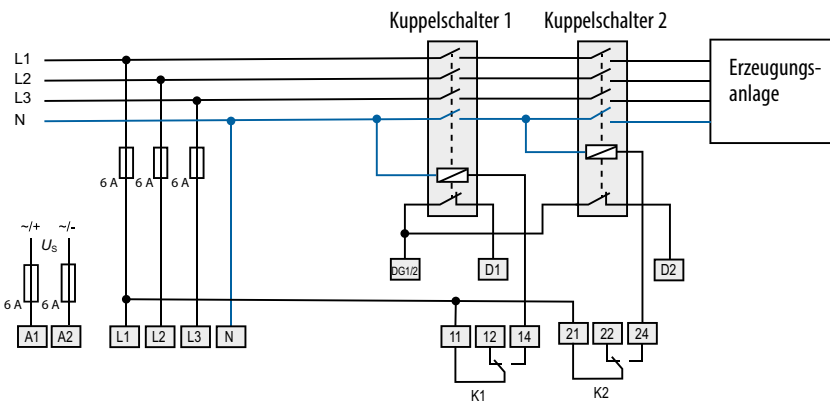 Kuppelschalter 1
Kuppelschalter 2
L1
L2
L3
N
Erzeugungs-
anlage
6 A
6 A
6 A
~/+
~/-
US
6 A
6 A
DG1/2
D1
D2
A1
A2
L1
L2
L3
N
11
12
14
21
22
24
K1
K2